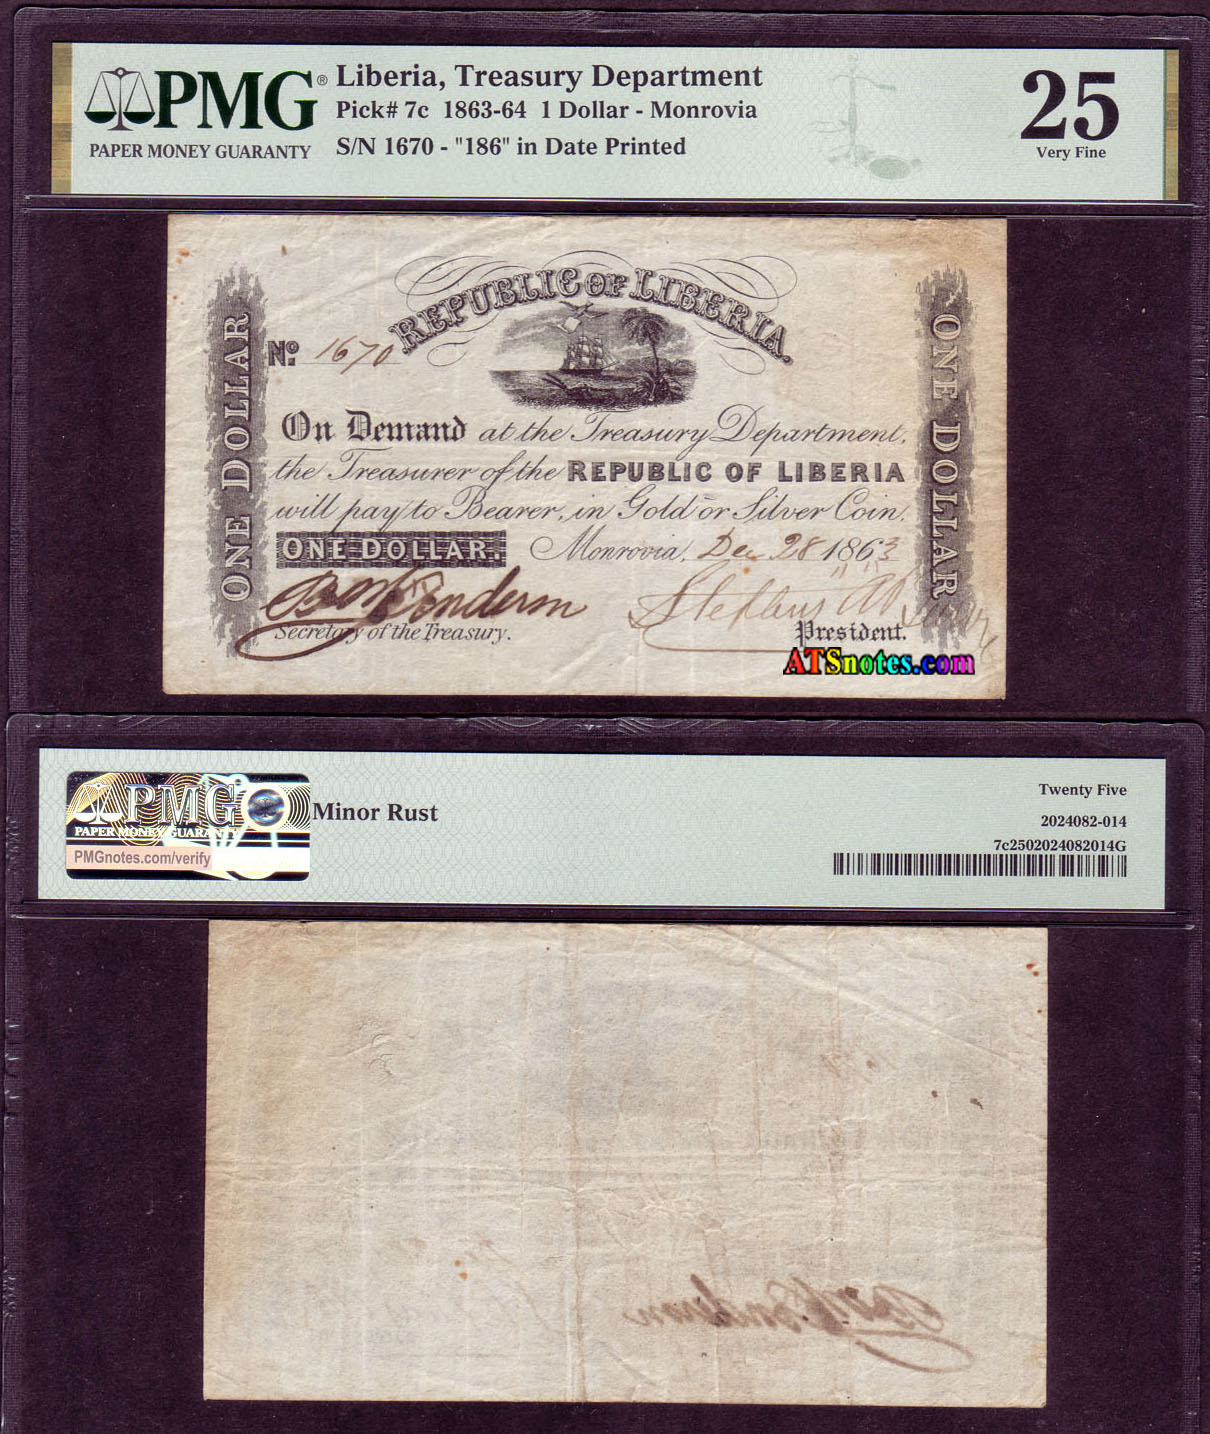 PMG®
PAPER MONEY GUARANTY
Liberia, Treasury Department
Pick# 7c 1863-64 1 Dollar - Monrovia
S/N 1670 - "186" in Date Printed
25
Very Fine
REPUBLIC OF LIBERIA.
ONE DOLLAR
ONE DOLLAR
No. 1670
On Demand at the Treasury Department,
the Treasurer of the REPUBLIC OF LIBERIA
will pay to Bearer, in Gold or Silver Coin.
ONE DOLLAR. Monrovia, Dec 28 1863
Secretary of the Treasury.
President.
ATSnotes.com
PMG
PAPER MONEY GUARANTY
PMGnotes.com/verify
Minor Rust
Twenty Five
2024082-014
7c2502024082014G